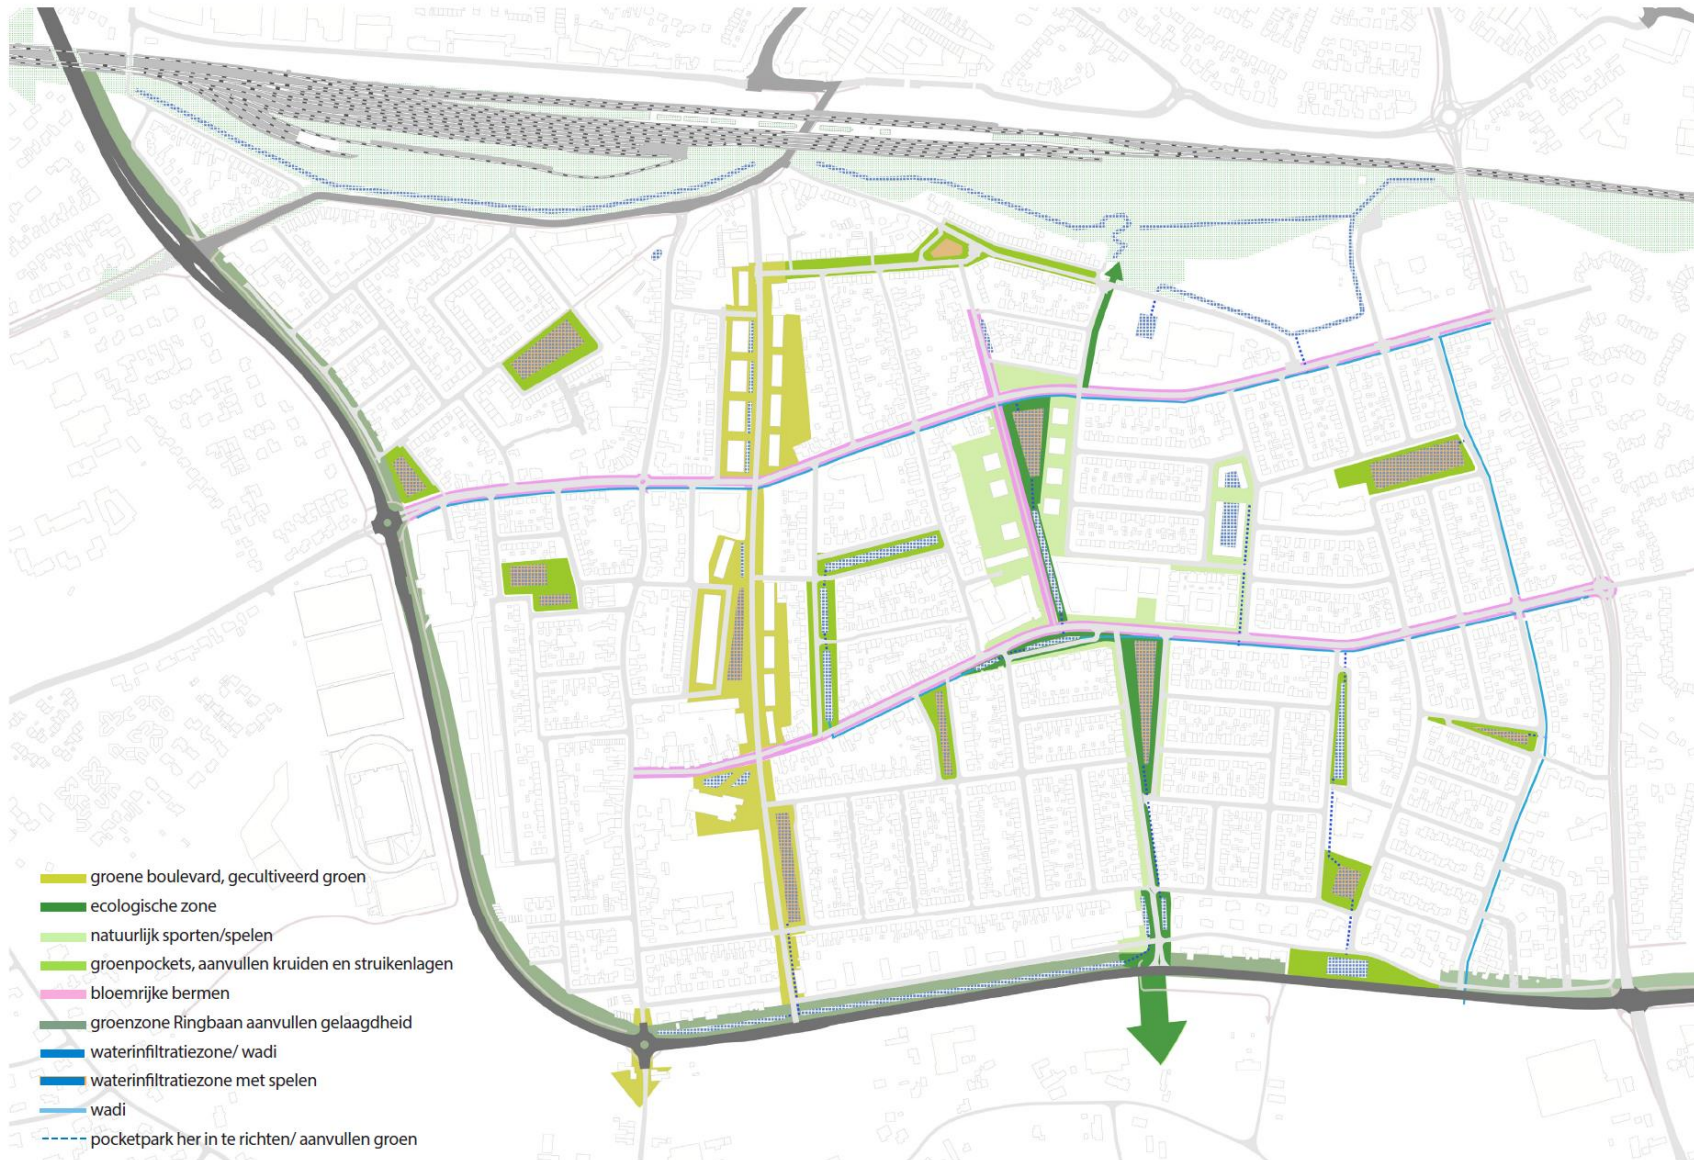 groene boulevard, gecultiveerd groen
ecologische zone
natuurlijk sporten/spelen
groenpockets, aanvullen kruiden en struikenlagen
bloemrijke bermen
groenzone Ringbaan aanvullen gelaagdheid
waterinfiltratiezone/ wadi
waterinfiltratiezone met spelen
wadi
pocketpark her in te richten/ aanvullen groen